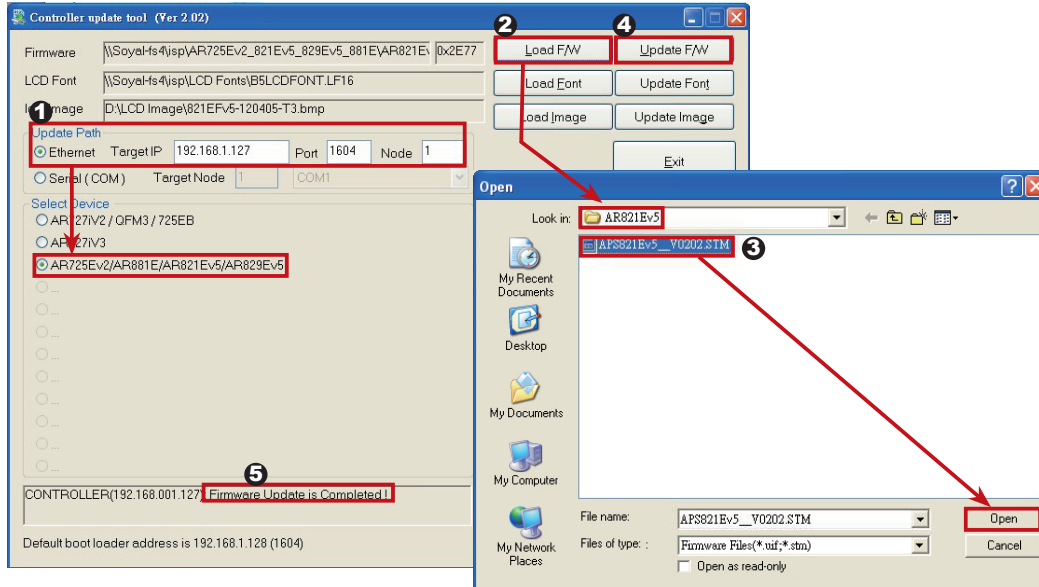 Controller update tool (Ver 2.02)
2
4
Firmware \\Soyal-fs4\isp\AR725Ev2_821Ev5_829Ev5_881E\AR821E 0x2E77 Load F/W Update F/W
LCD Font \\Soyal-fs4\isp\LCD Fonts\B5LCDFONT.LF16 Load Font Update Font
Image D:\LCD Image\821EFv5-120405-T3.bmp Load Image Update Image
1
Update Path
Ethernet Target IP 192.168.1.127 Port 1604 Node 1
Exit
Serial ( COM ) Target Node 1 COM1
Select Device
AR727iV2 / QFM3 / 725EB
AR727iV3
AR725Ev2/AR881E/AR821Ev5/AR829Ev5
...
...
...
...
...
...
...
...
...
5
CONTROLLER(192.168.001.127) Firmware Update is Completed !
Default boot loader address is 192.168.1.128 (1604)
Open
Look in: AR821Ev5
APS821Ev5__V0202.STM
3
My Recent
Documents
Desktop
My Documents
My Computer
My Network
Places
File name: APS821Ev5__V0202.STM Open
Files of type: : Firmware Files(*.uif;*.stm) Cancel
Open as read-only